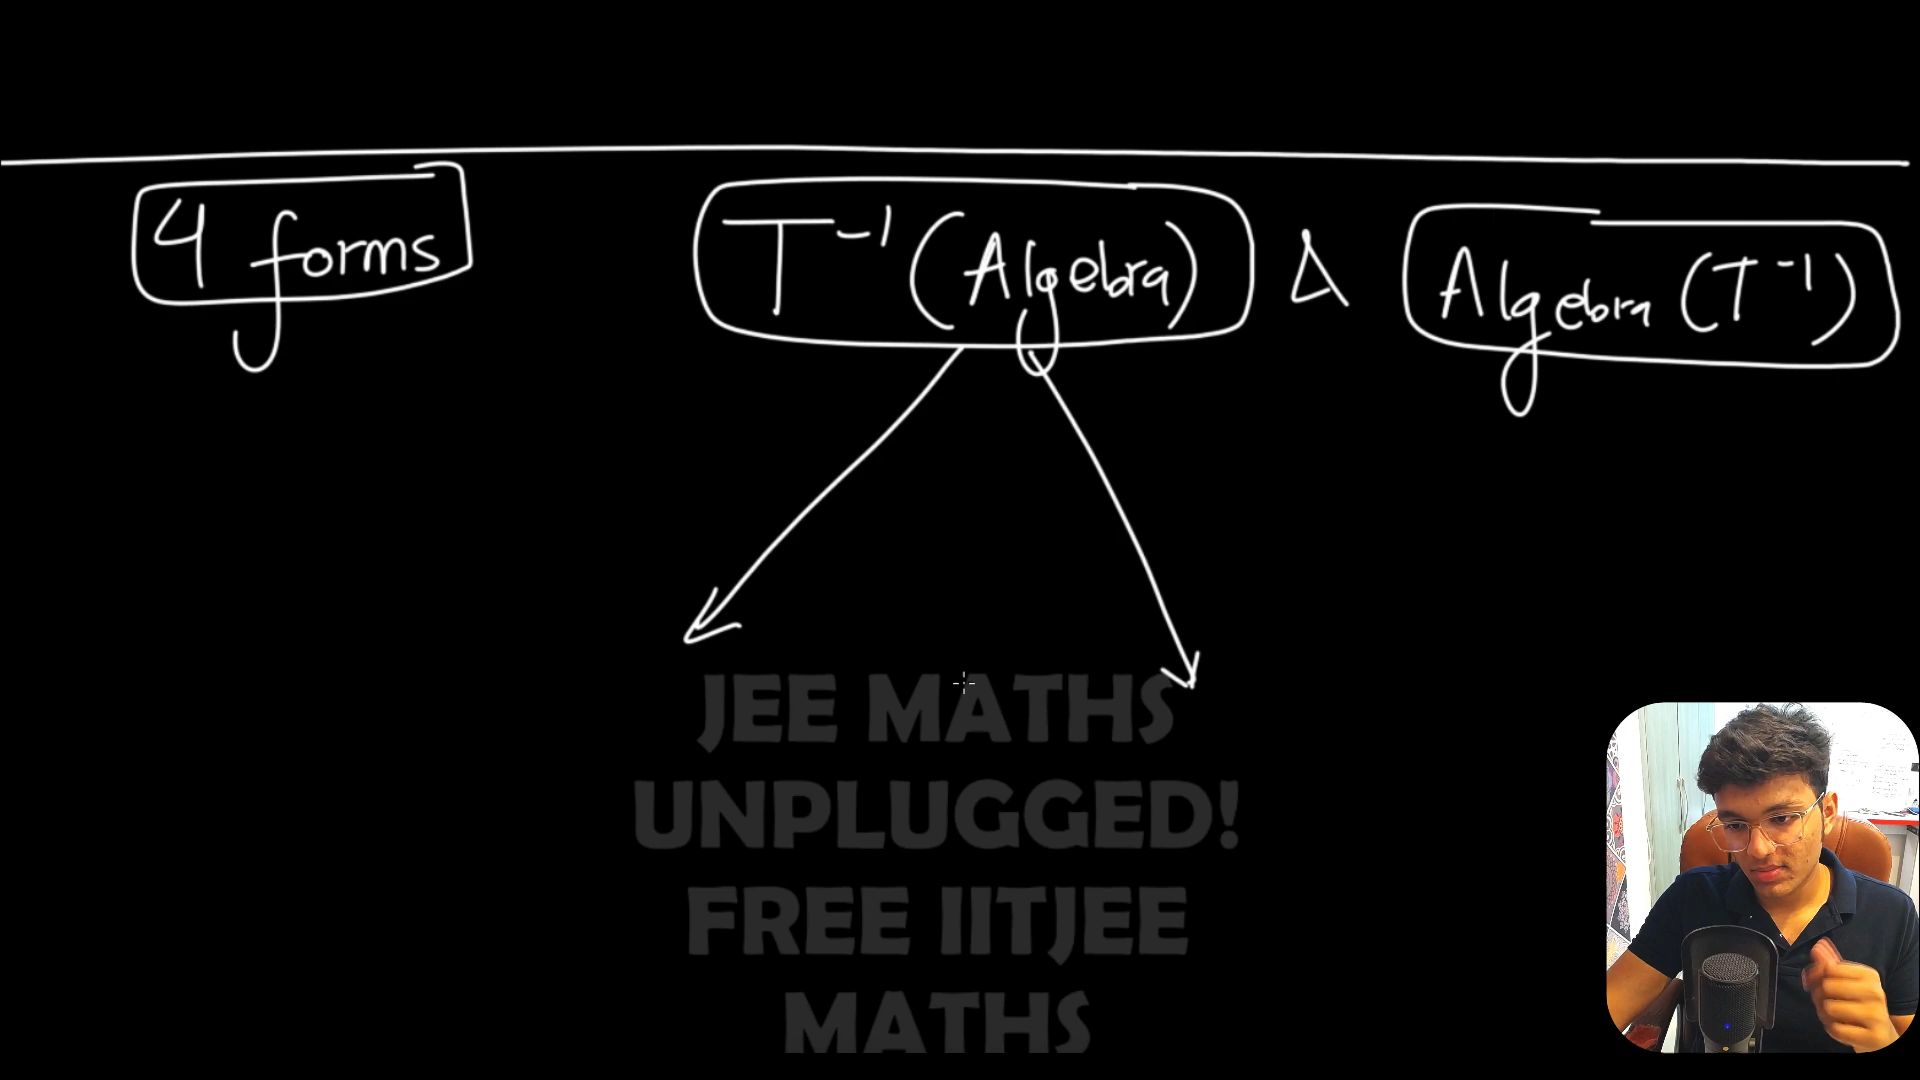 4 forms
T⁻¹(Algebra) & Algebra(T⁻¹)
JEE MATHS
UNPLUGGED!
FREE IITJEE
MATHS